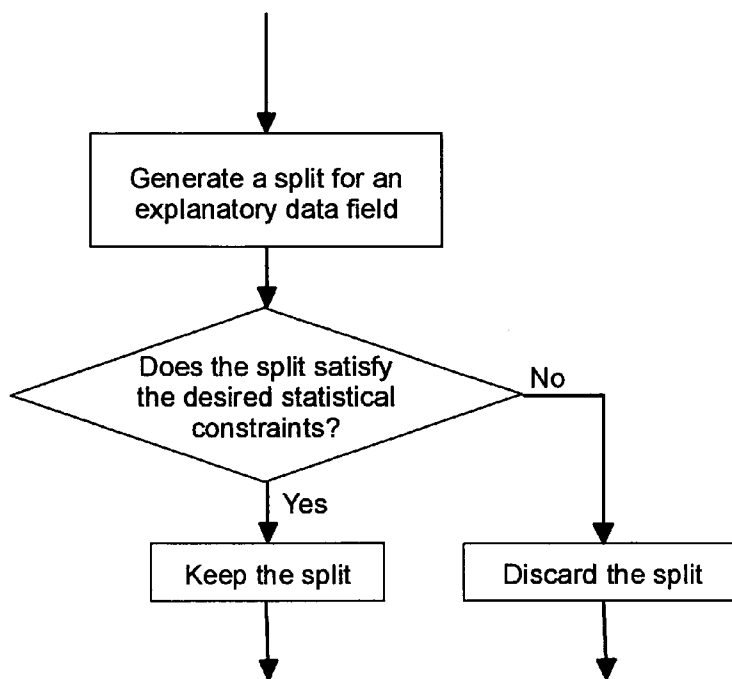 Generate a split for an
explanatory data field
Does the split satisfy
the desired statistical
constraints?
No
Yes
Keep the split
Discard the split